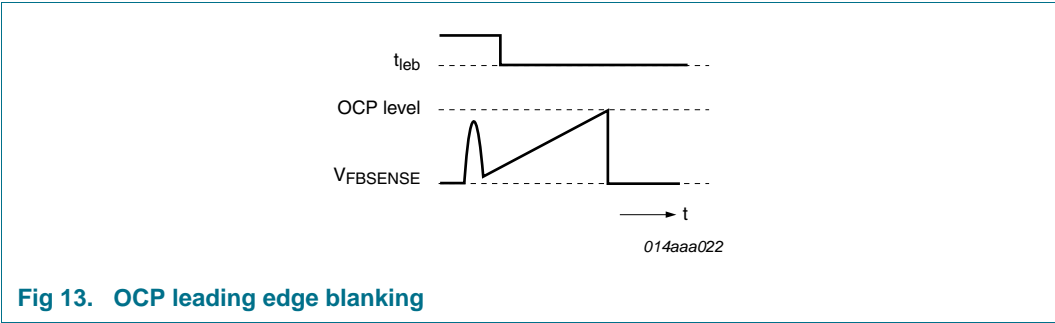 tleb
OCP level
VFBSENSE
t
014aaa022
Fig 13. OCP leading edge blanking